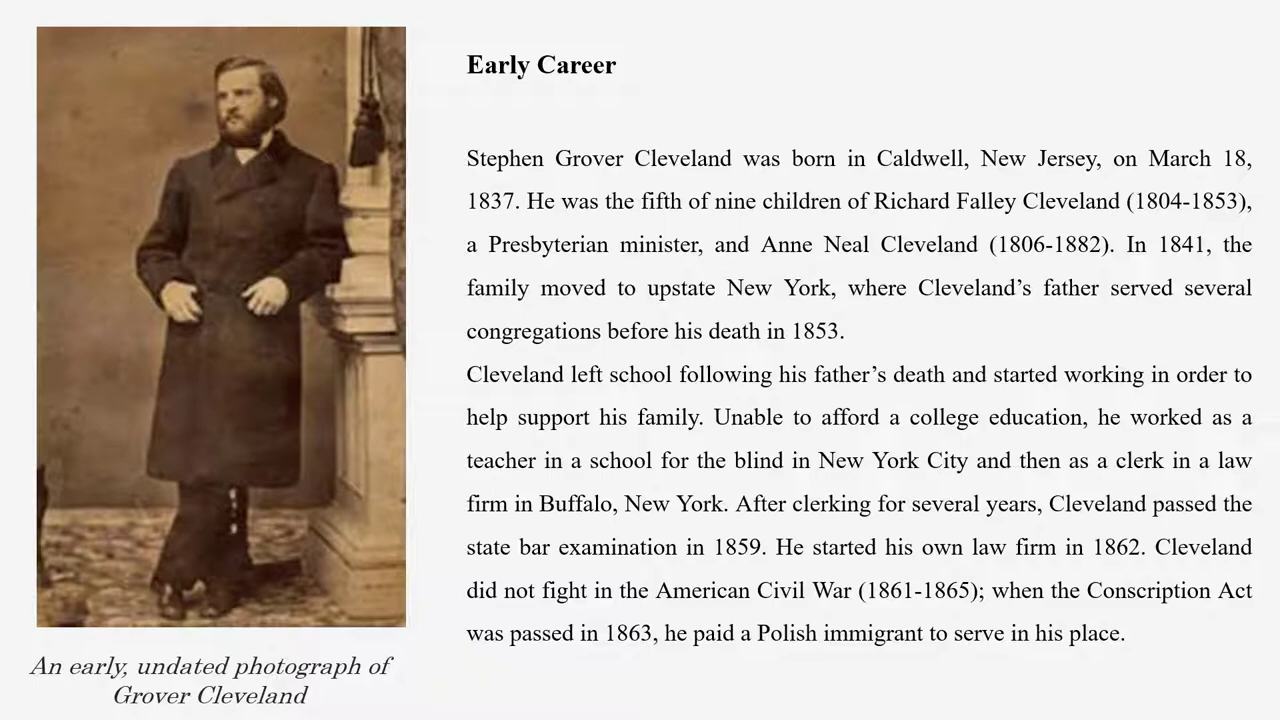 Early Career
Stephen Grover Cleveland was born in Caldwell, New Jersey, on March 18,
1837. He was the fifth of nine children of Richard Falley Cleveland (1804-1853),
a Presbyterian minister, and Anne Neal Cleveland (1806-1882). In 1841, the
family moved to upstate New York, where Cleveland’s father served several
congregations before his death in 1853.
Cleveland left school following his father’s death and started working in order to
help support his family. Unable to afford a college education, he worked as a
teacher in a school for the blind in New York City and then as a clerk in a law
firm in Buffalo, New York. After clerking for several years, Cleveland passed the
state bar examination in 1859. He started his own law firm in 1862. Cleveland
did not fight in the American Civil War (1861-1865); when the Conscription Act
was passed in 1863, he paid a Polish immigrant to serve in his place.
An early, undated photograph of
Grover Cleveland